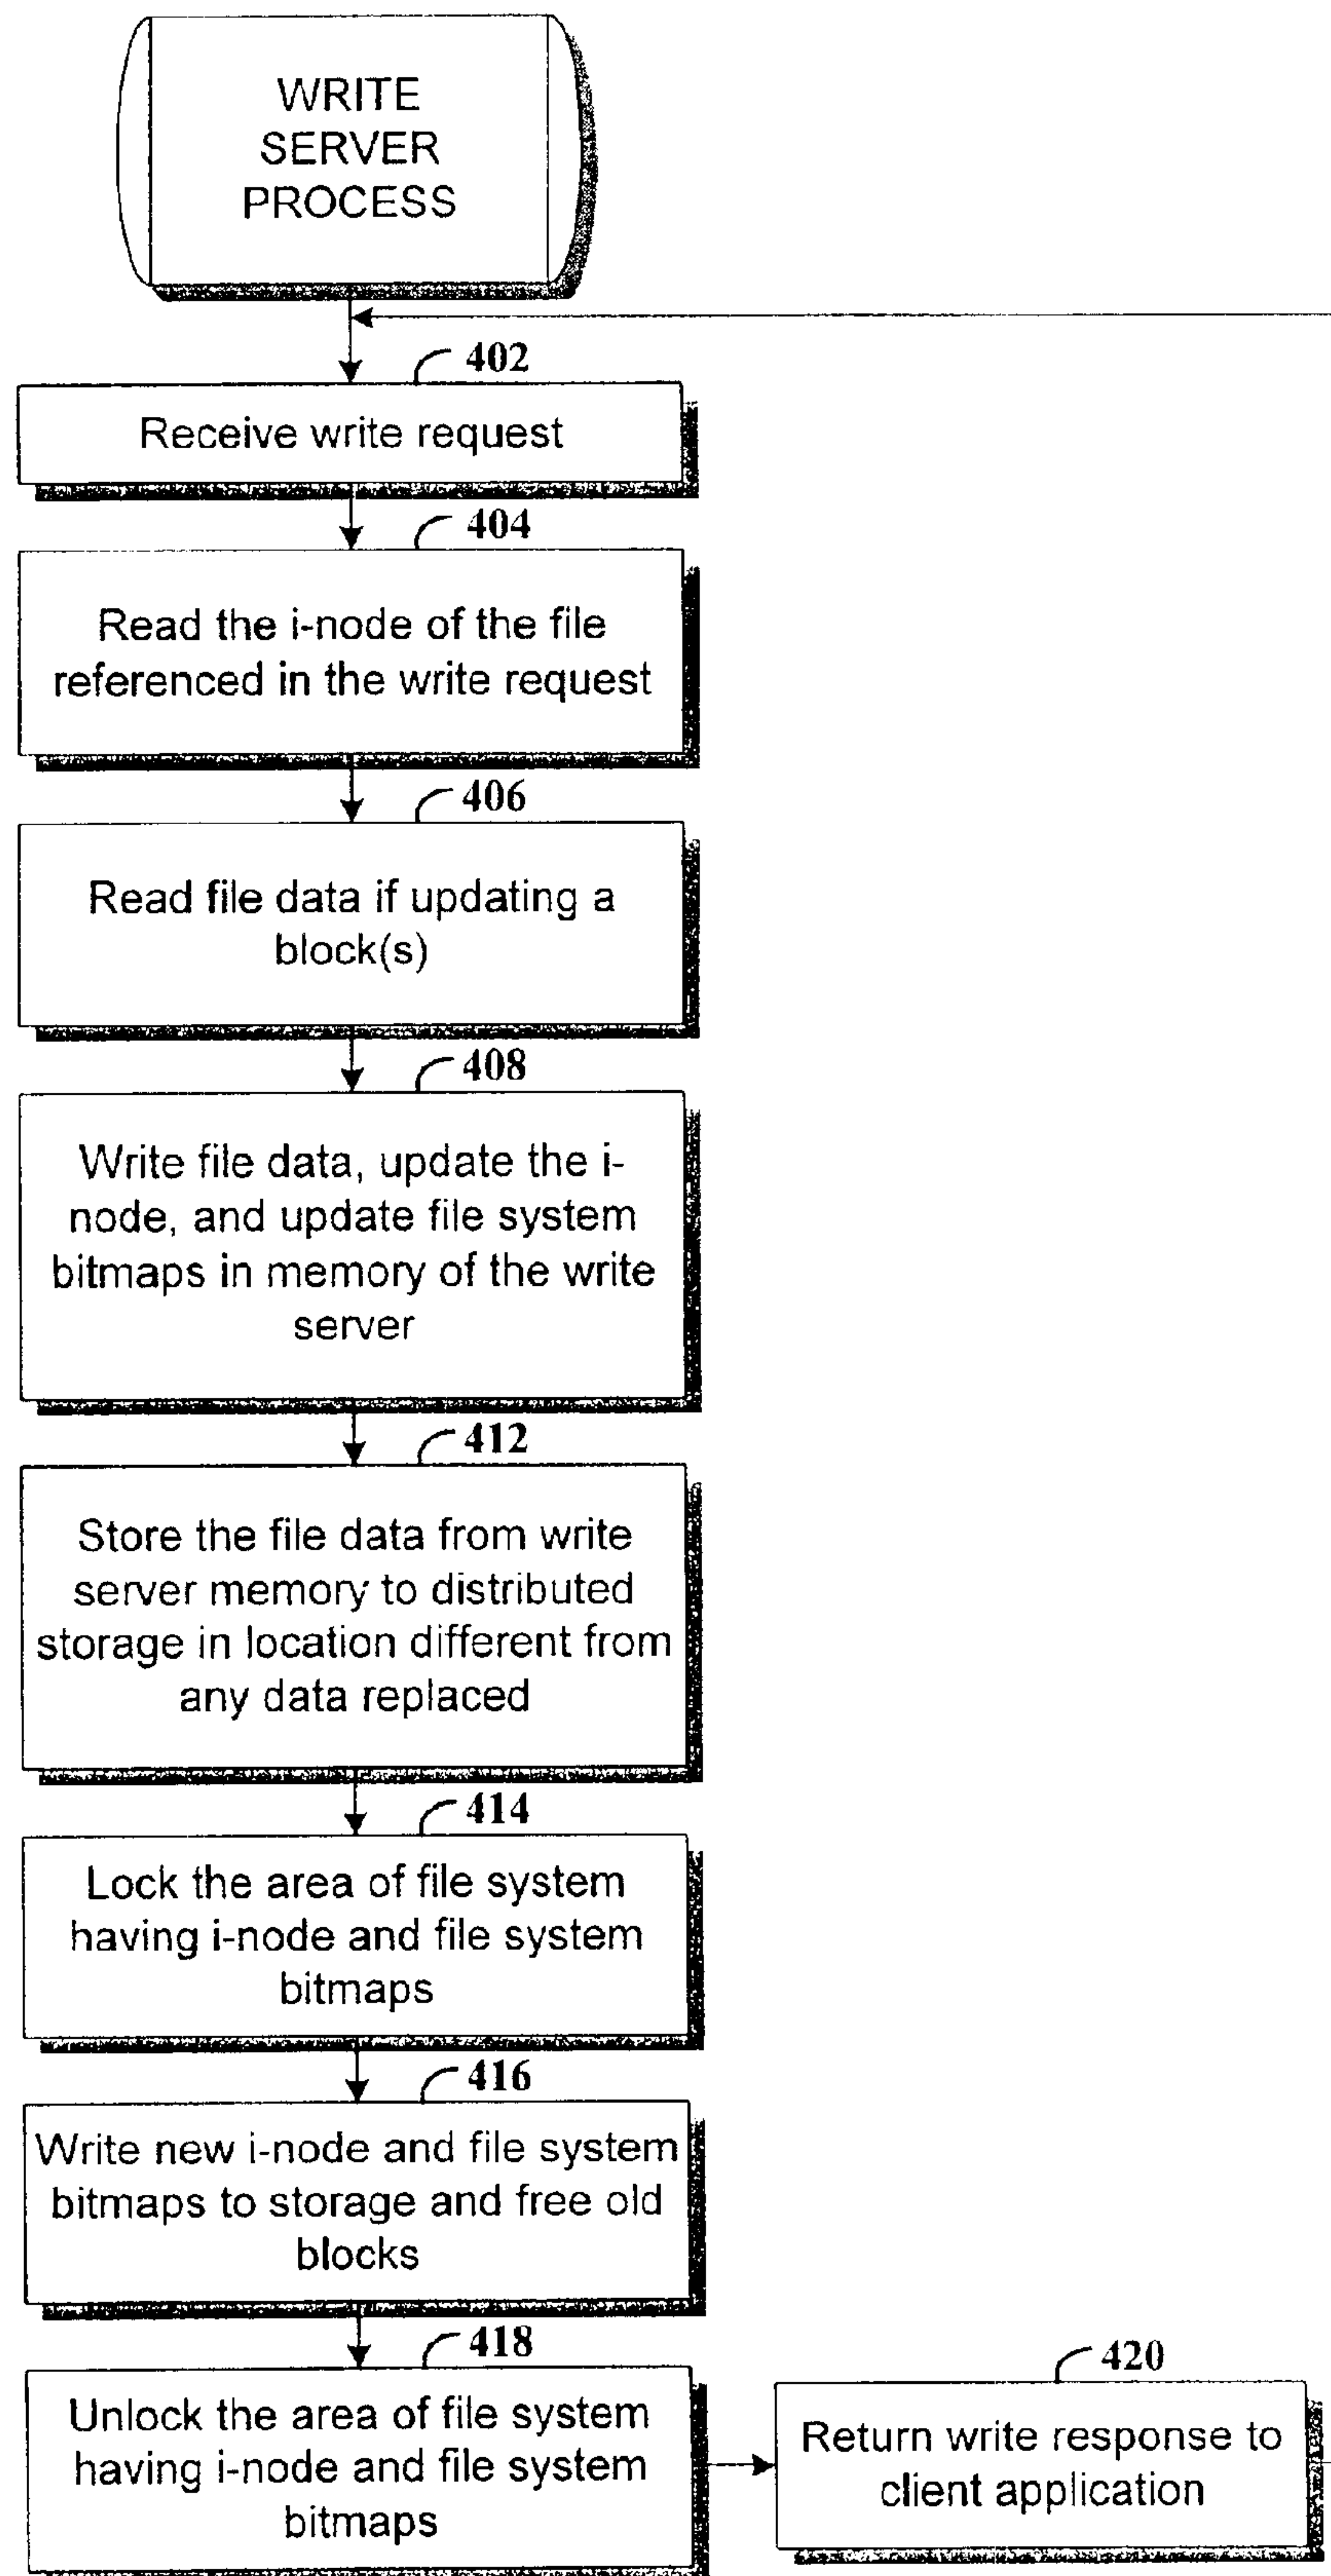 WRITE
SERVER
PROCESS
402
Receive write request
404
Read the i-node of the file
referenced in the write request
406
Read file data if updating a
block(s)
408
Write file data, update the i-
node, and update file system
bitmaps in memory of the write
server
412
Store the file data from write
server memory to distributed
storage in location different from
any data replaced
414
Lock the area of file system
having i-node and file system
bitmaps
416
Write new i-node and file system
bitmaps to storage and free old
blocks
418
Unlock the area of file system
having i-node and file system
bitmaps
420
Return write response to
client application